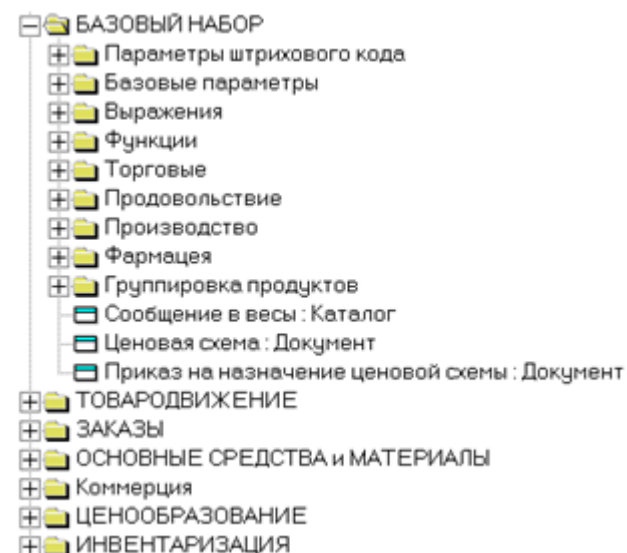 БАЗОВЫЙ НАБОР
Параметры штрихового кода
Базовые параметры
Выражения
Функции
Торговые
Продовольствие
Производство
Фармацея
Группировка продуктов
Сообщение в весы : Каталог
Ценовая схема : Документ
Приказ на назначение ценовой схемы : Документ
ТОВАРОДВИЖЕНИЕ
ЗАКАЗЫ
ОСНОВНЫЕ СРЕДСТВА и МАТЕРИАЛЫ
Коммерция
ЦЕНООБРАЗОВАНИЕ
ИНВЕНТАРИЗАЦИЯ